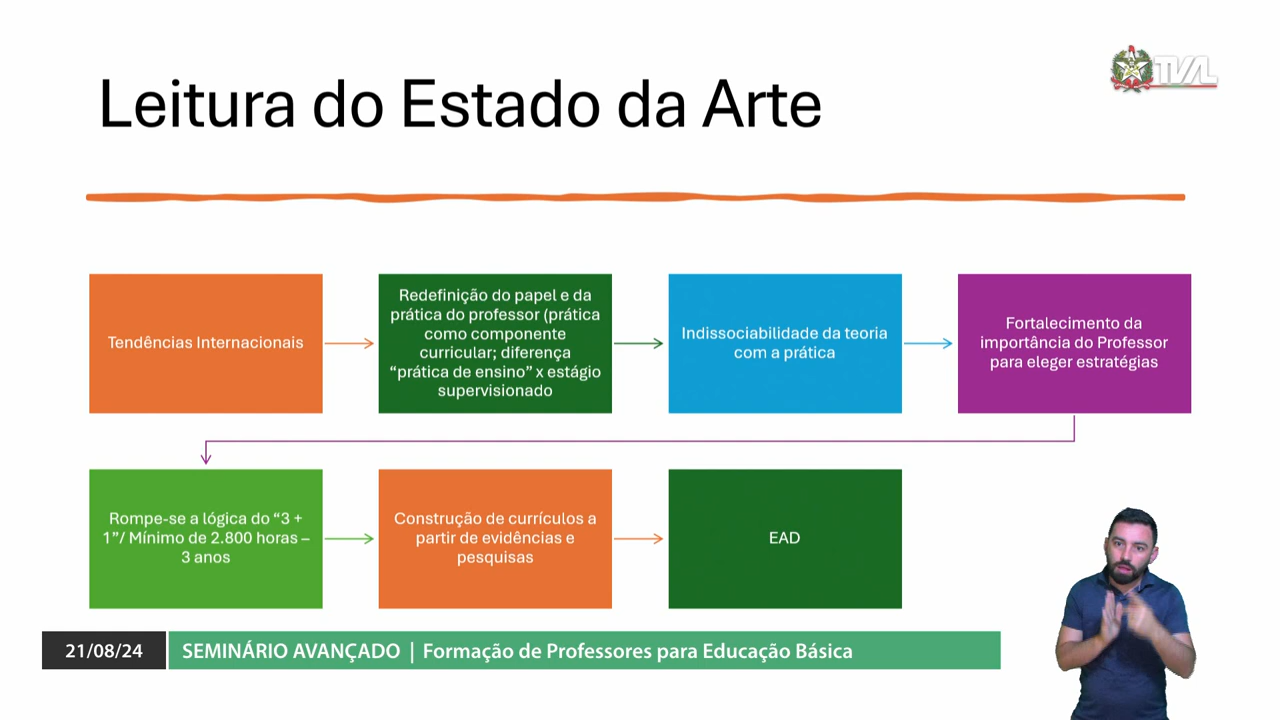 TVAL
Leitura do Estado da Arte
Tendências Internacionais
Redefinição do papel e da
prática do professor (prática
como componente
curricular; diferença
“prática de ensino” x estágio
supervisionado
Indissociabilidade da teoria
com a prática
Fortalecimento da
importância do Professor
para eleger estratégias
Rompe-se a lógica do “3 +
1”/ Mínimo de 2.800 horas –
3 anos
Construção de currículos a
partir de evidências e
pesquisas
EAD
21/08/24
SEMINÁRIO AVANÇADO | Formação de Professores para Educação Básica